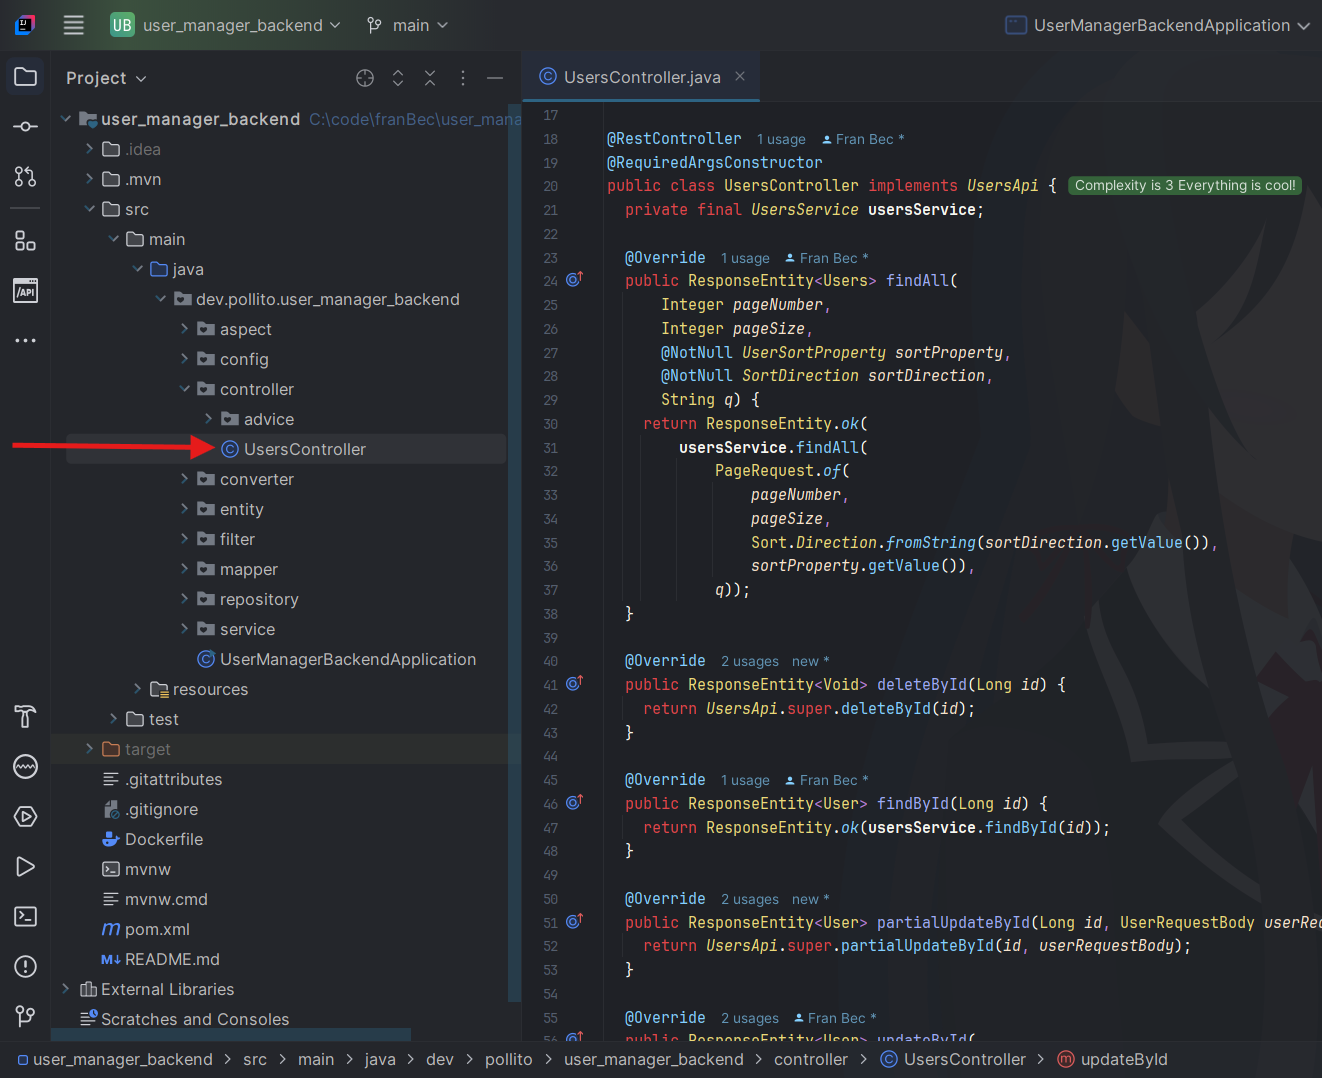 UB user_manager_backend main UserManagerBackendApplication
Project
UsersController.java
user_manager_backend C:\code\franBec\user_mana
.idea
.mvn
src
main
java
dev.pollito.user_manager_backend
aspect
config
controller
advice
UsersController
converter
entity
filter
mapper
repository
service
UserManagerBackendApplication
resources
test
target
.gitattributes
.gitignore
Dockerfile
mvnw
mvnw.cmd
pom.xml
README.md
External Libraries
Scratches and Consoles
17
18 @RestController 1 usage Fran Bec *
19 @RequiredArgsConstructor
20 public class UsersController implements UsersApi { Complexity is 3 Everything is cool!
21 private final UsersService usersService;
22
23 @Override 1 usage Fran Bec *
24 public ResponseEntity<Users> findAll(
25 Integer pageNumber,
26 Integer pageSize,
27 @NotNull UserSortProperty sortProperty,
28 @NotNull SortDirection sortDirection,
29 String q) {
30 return ResponseEntity.ok(
31 usersService.findAll(
32 PageRequest.of(
33 pageNumber,
34 pageSize,
35 Sort.Direction.fromString(sortDirection.getValue()),
36 sortProperty.getValue()),
37 q));
38 }
39
40 @Override 2 usages new *
41 public ResponseEntity<Void> deleteById(Long id) {
42 return UsersApi.super.deleteById(id);
43 }
44
45 @Override 1 usage Fran Bec *
46 public ResponseEntity<User> findById(Long id) {
47 return ResponseEntity.ok(usersService.findById(id));
48 }
49
50 @Override 2 usages new *
51 public ResponseEntity<User> partialUpdateById(Long id, UserRequestBody userRe
52 return UsersApi.super.partialUpdateById(id, userRequestBody);
53 }
54
55 @Override 2 usages Fran Bec *
56 public ResponseEntity<User> updateById(
user_manager_backend > src > main > java > dev > pollito > user_manager_backend > controller > UsersController > updateById